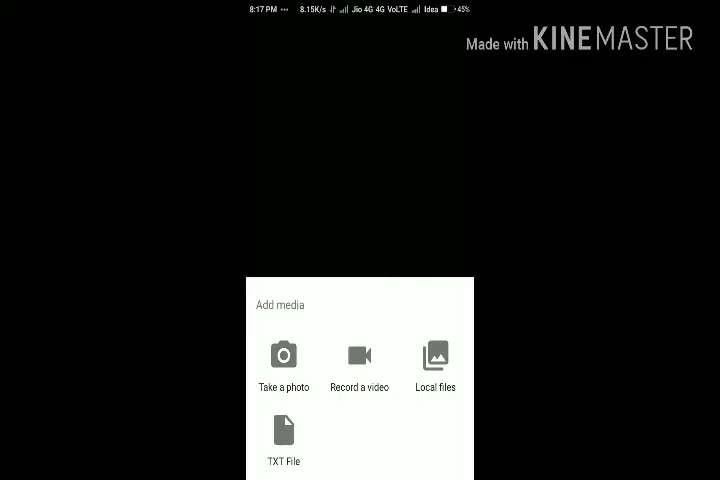 8:17 PM ... 8.15K/s Jio 4G 4G VoLTE Idea 45%
Made with KINEMASTER
Add media
Take a photo Record a video Local files
TXT File